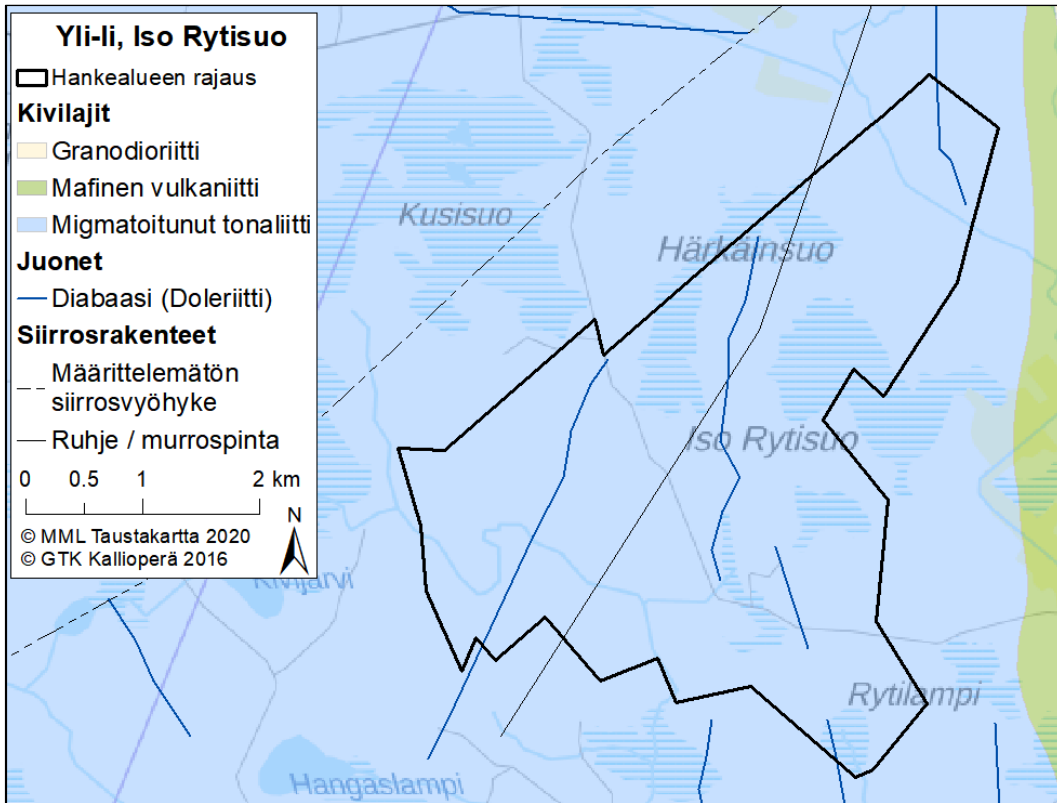 Yli-Ii, Iso Rytisuo
Hankealueen rajaus
Kivilajit
Granodioriitti
Mafinen vulkaniitti
Migmatoitunut tonaliitti
Juonet
Diabaasi (Doleriitti)
Siirrosrakenteet
Määrittelemätön
siirrosvyöhyke
Ruhje / murrospinta
0 0.5 1 2 km
N
© MML Taustakartta 2020
© GTK Kallioperä 2016
Kusisuo
Härkäinsuo
Iso Rytisuo
Kivijärvi
Rytilampi
Hangaslampi